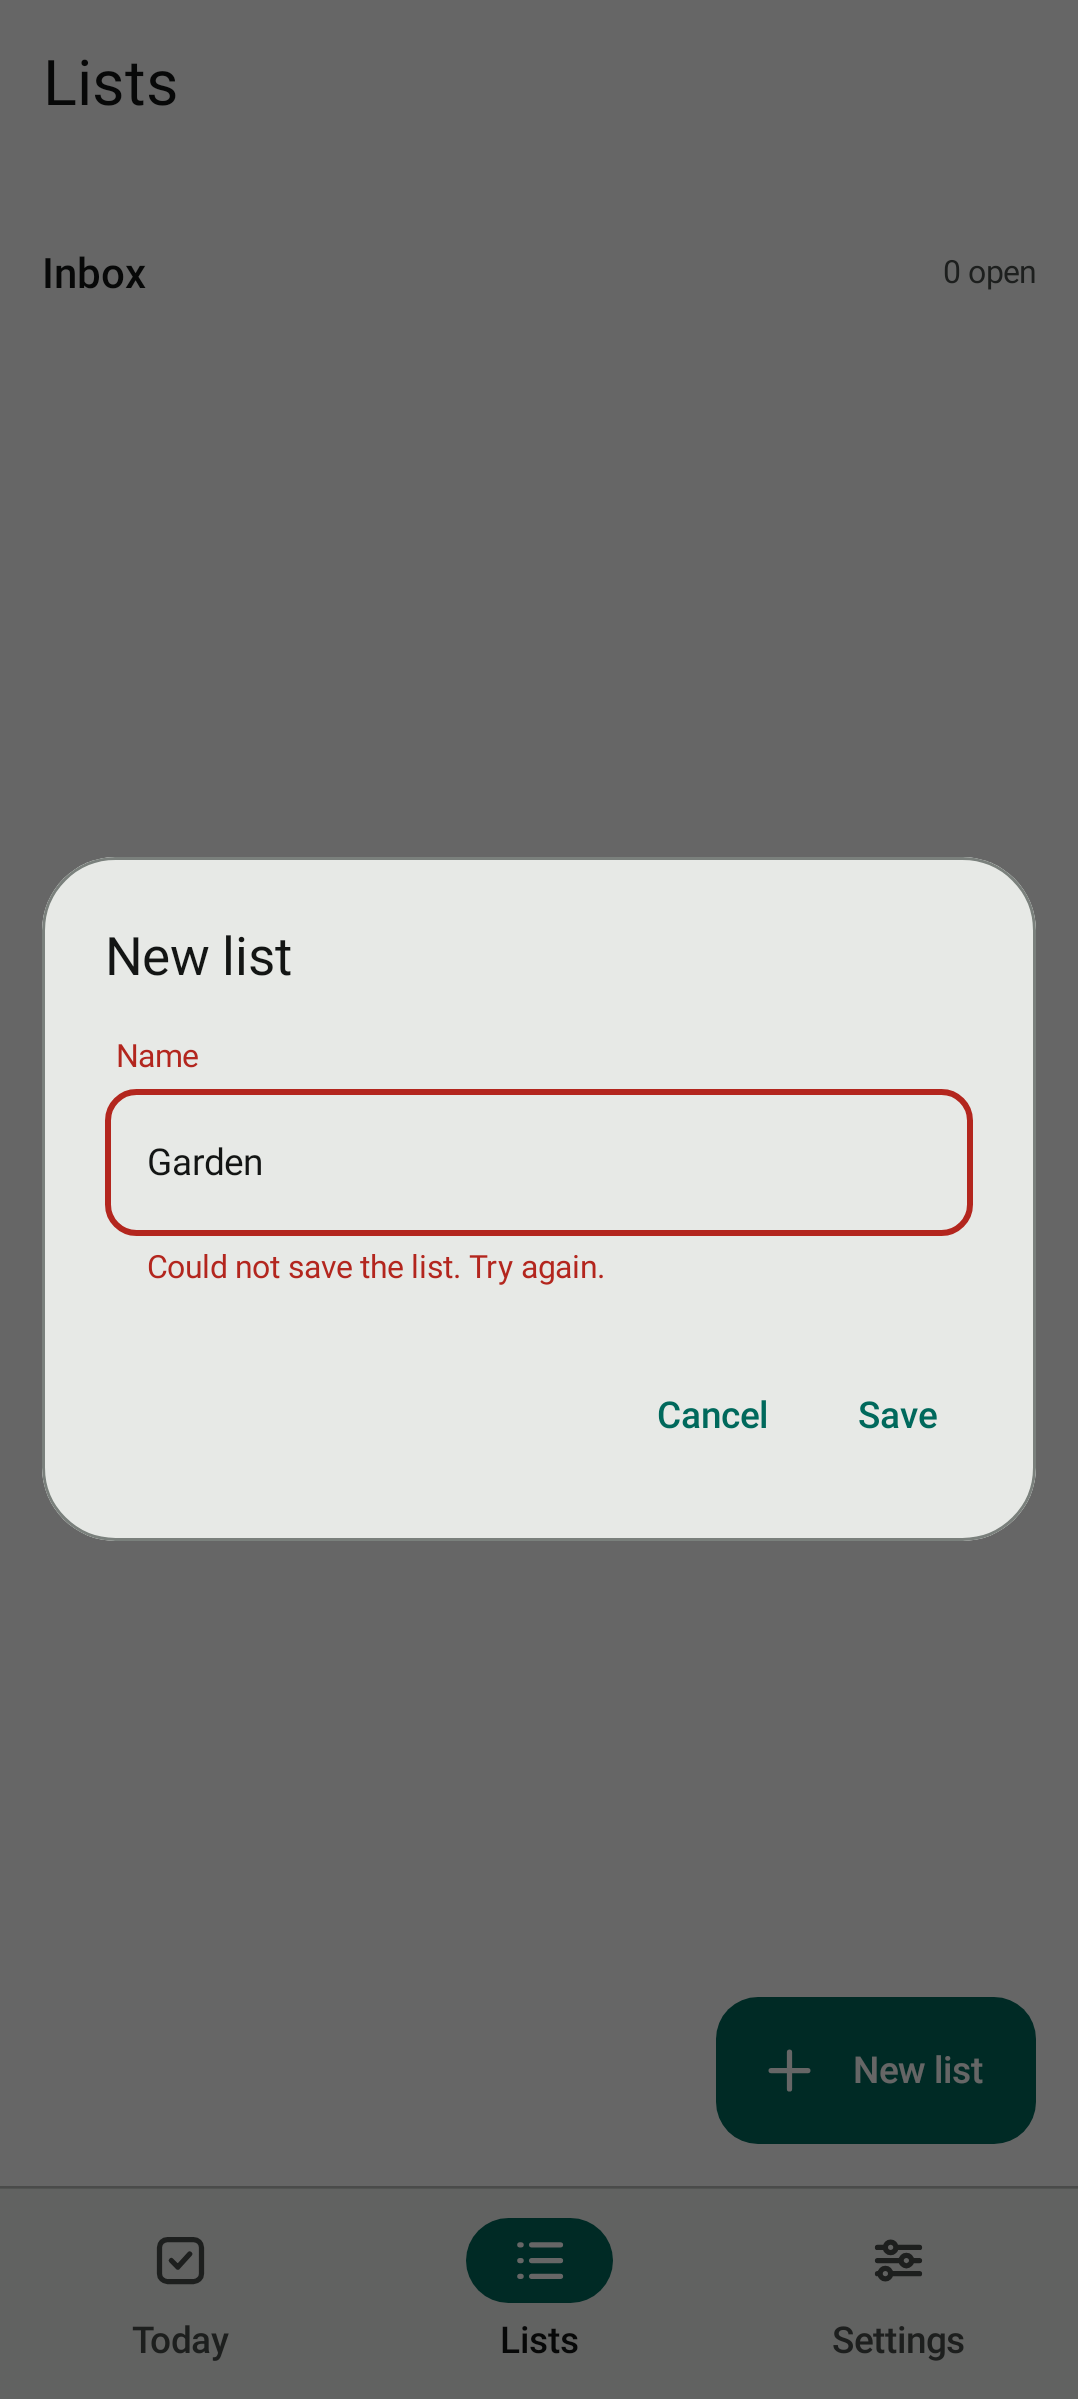 Lists
Inbox
0 open
New list
Name
Garden
Could not save the list. Try again.
Cancel
Save
New list
Today
Lists
Settings